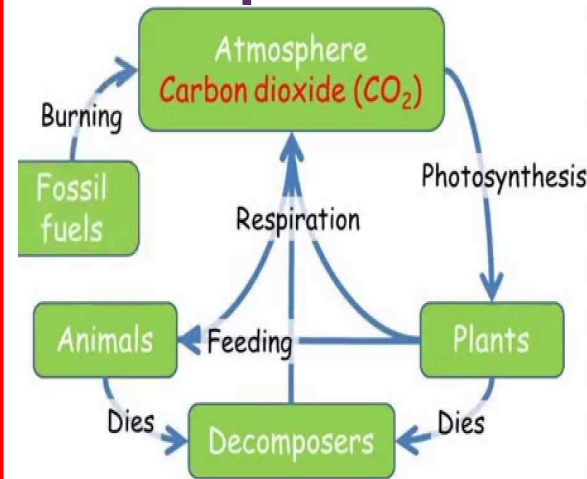 Atmosphere
Carbon dioxide (CO₂)
Burning
Photosynthesis
Fossil
fuels
Respiration
Animals
Feeding
Plants
Dies
Decomposers
Dies